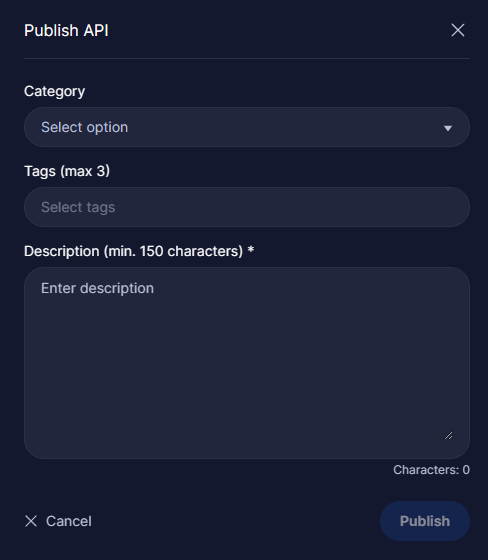 Publish API
Category
Select option
Tags (max 3)
Select tags
Description (min. 150 characters) *
Enter description
Characters: 0
Cancel
Publish